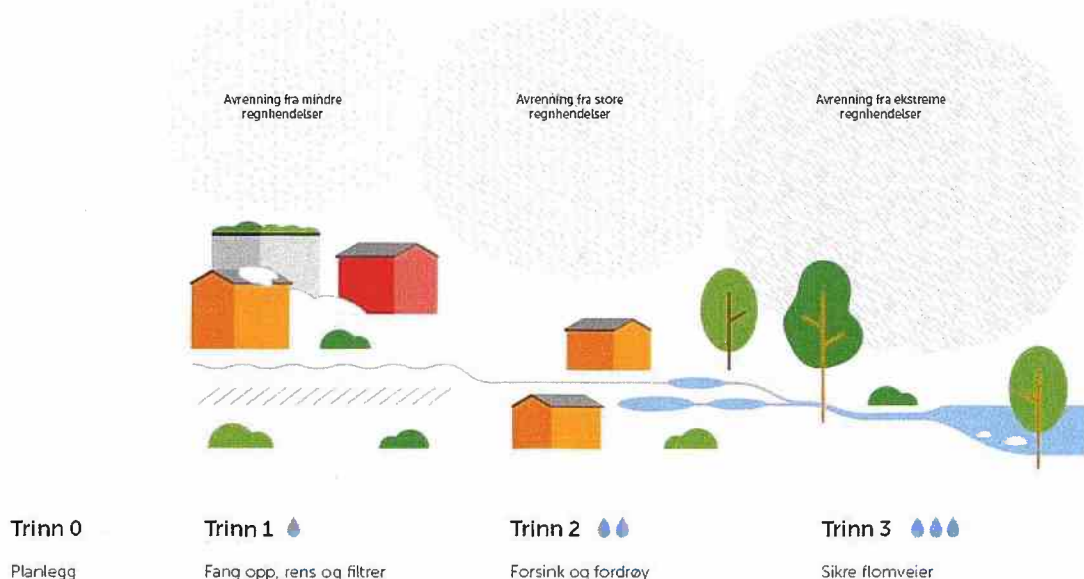 Avrenning fra mindre
regnhendelser
Avrenning fra store
regnhendelser
Avrenning fra ekstreme
regnhendelser
Trinn 0
Planlegg
Trinn 1
Fang opp, rens og filtrer
Trinn 2
Forsink og fordrøy
Trinn 3
Sikre flomveier